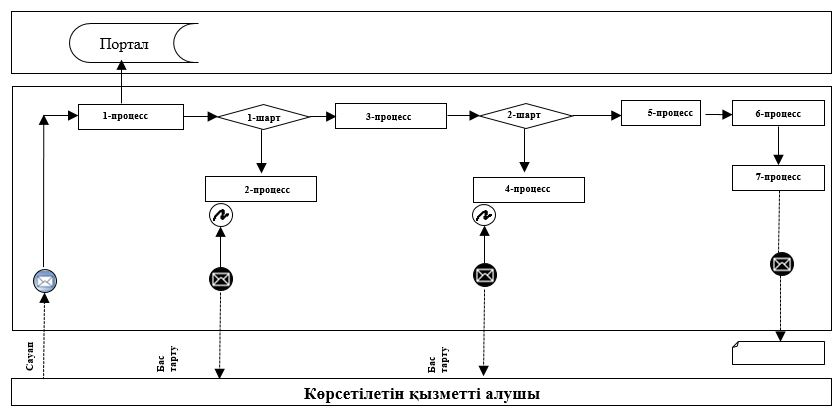 Портал
1-процесс
1-шарт
3-процесс
2-шарт
5-процесс
6-процесс
2-процесс
4-процесс
7-процесс
Сауап
Бас
тарту
Бас
тарту
Көрсетілетін қызметті алушы